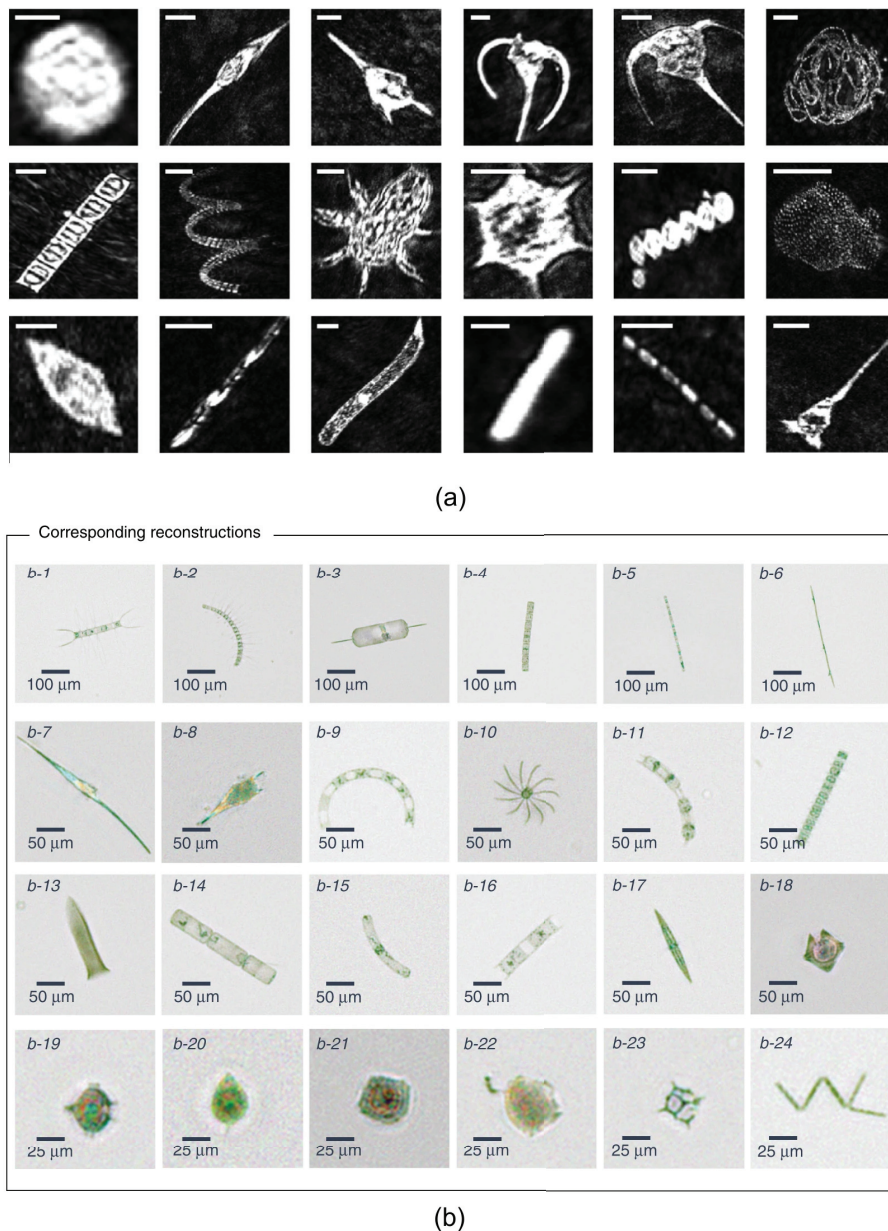 (a)
Corresponding reconstructions
b-1 b-2 b-3 b-4 b-5 b-6
100 μm 100 μm 100 μm 100 μm 100 μm 100 μm
b-7 b-8 b-9 b-10 b-11 b-12
50 μm 50 μm 50 μm 50 μm 50 μm 50 μm
b-13 b-14 b-15 b-16 b-17 b-18
50 μm 50 μm 50 μm 50 μm 50 μm 50 μm
b-19 b-20 b-21 b-22 b-23 b-24
25 μm 25 μm 25 μm 25 μm 25 μm 25 μm
(b)